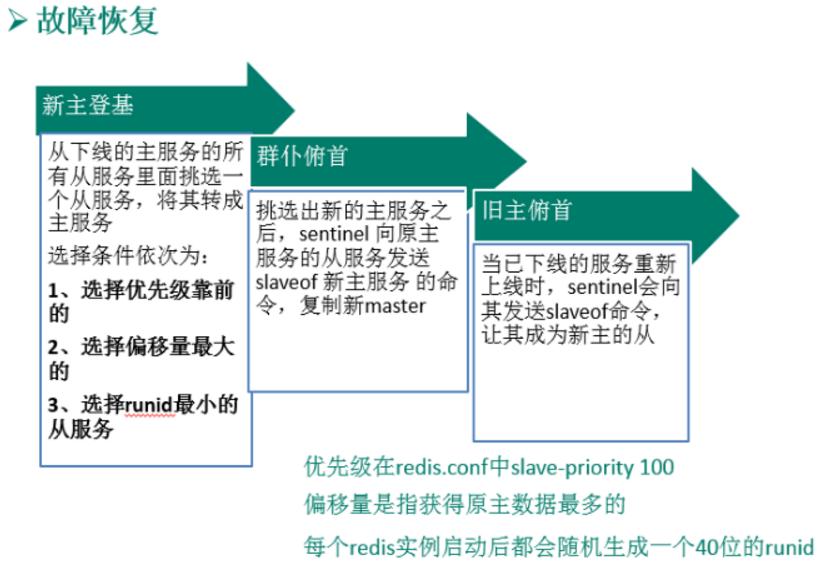 故障恢复
新主登基
从下线的主服务的所
有从服务里面挑选一
个从服务，将其转成
主服务
选择条件依次为：
1、选择优先级靠前
的
2、选择偏移量最大
的
3、选择runid最小的
从服务
群仆俯首
挑选出新的主服务之
后，sentinel 向原主
服务的从服务发送
slaveof 新主服务 的命
令，复制新master
旧主俯首
当已下线的服务重新
上线时，sentinel会向
其发送slaveof命令，
让其成为新主的从
优先级在redis.conf中slave-priority 100
偏移量是指获得原主数据最多的
每个redis实例启动后都会随机生成一个40位的runid